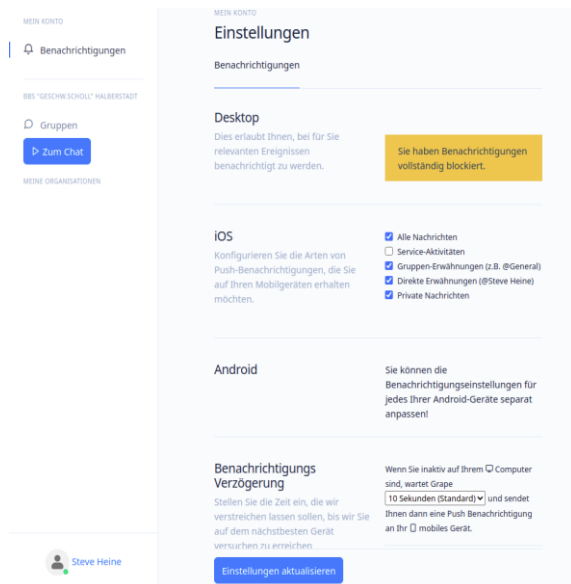 MEIN KONTO
Benachrichtigungen
BBS "GESCHW.SCHOLL" HALBERSTADT
Gruppen
Zum Chat
MEINE ORGANISATIONEN
Steve Heine
MEIN KONTO
Einstellungen
Benachrichtigungen
Desktop
Dies erlaubt Ihnen, bei für Sie
relevanten Ereignissen
benachrichtigt zu werden.
Sie haben Benachrichtigungen
vollständig blockiert.
iOS
Konfigurieren Sie die Arten von
Push-Benachrichtigungen, die Sie
auf Ihren Mobilgeräten erhalten
möchten.
Alle Nachrichten
Service-Aktivitäten
Gruppen-Erwähnungen (z.B. @General)
Direkte Erwähnungen (@Steve Heine)
Private Nachrichten
Android
Sie können die
Benachrichtigungseinstellungen für
jedes Ihrer Android-Geräte separat
anpassen!
Benachrichtigungs
Verzögerung
Stellen Sie die Zeit ein, die wir
verstreichen lassen sollen, bis wir Sie
auf dem nächstbesten Gerät
versuchen zu erreichen
Wenn Sie inaktiv auf Ihrem Computer
sind, wartet Grape
10 Sekunden (Standard) und sendet
Ihnen dann eine Push Benachrichtigung
an Ihr mobiles Gerät.
Einstellungen aktualisieren